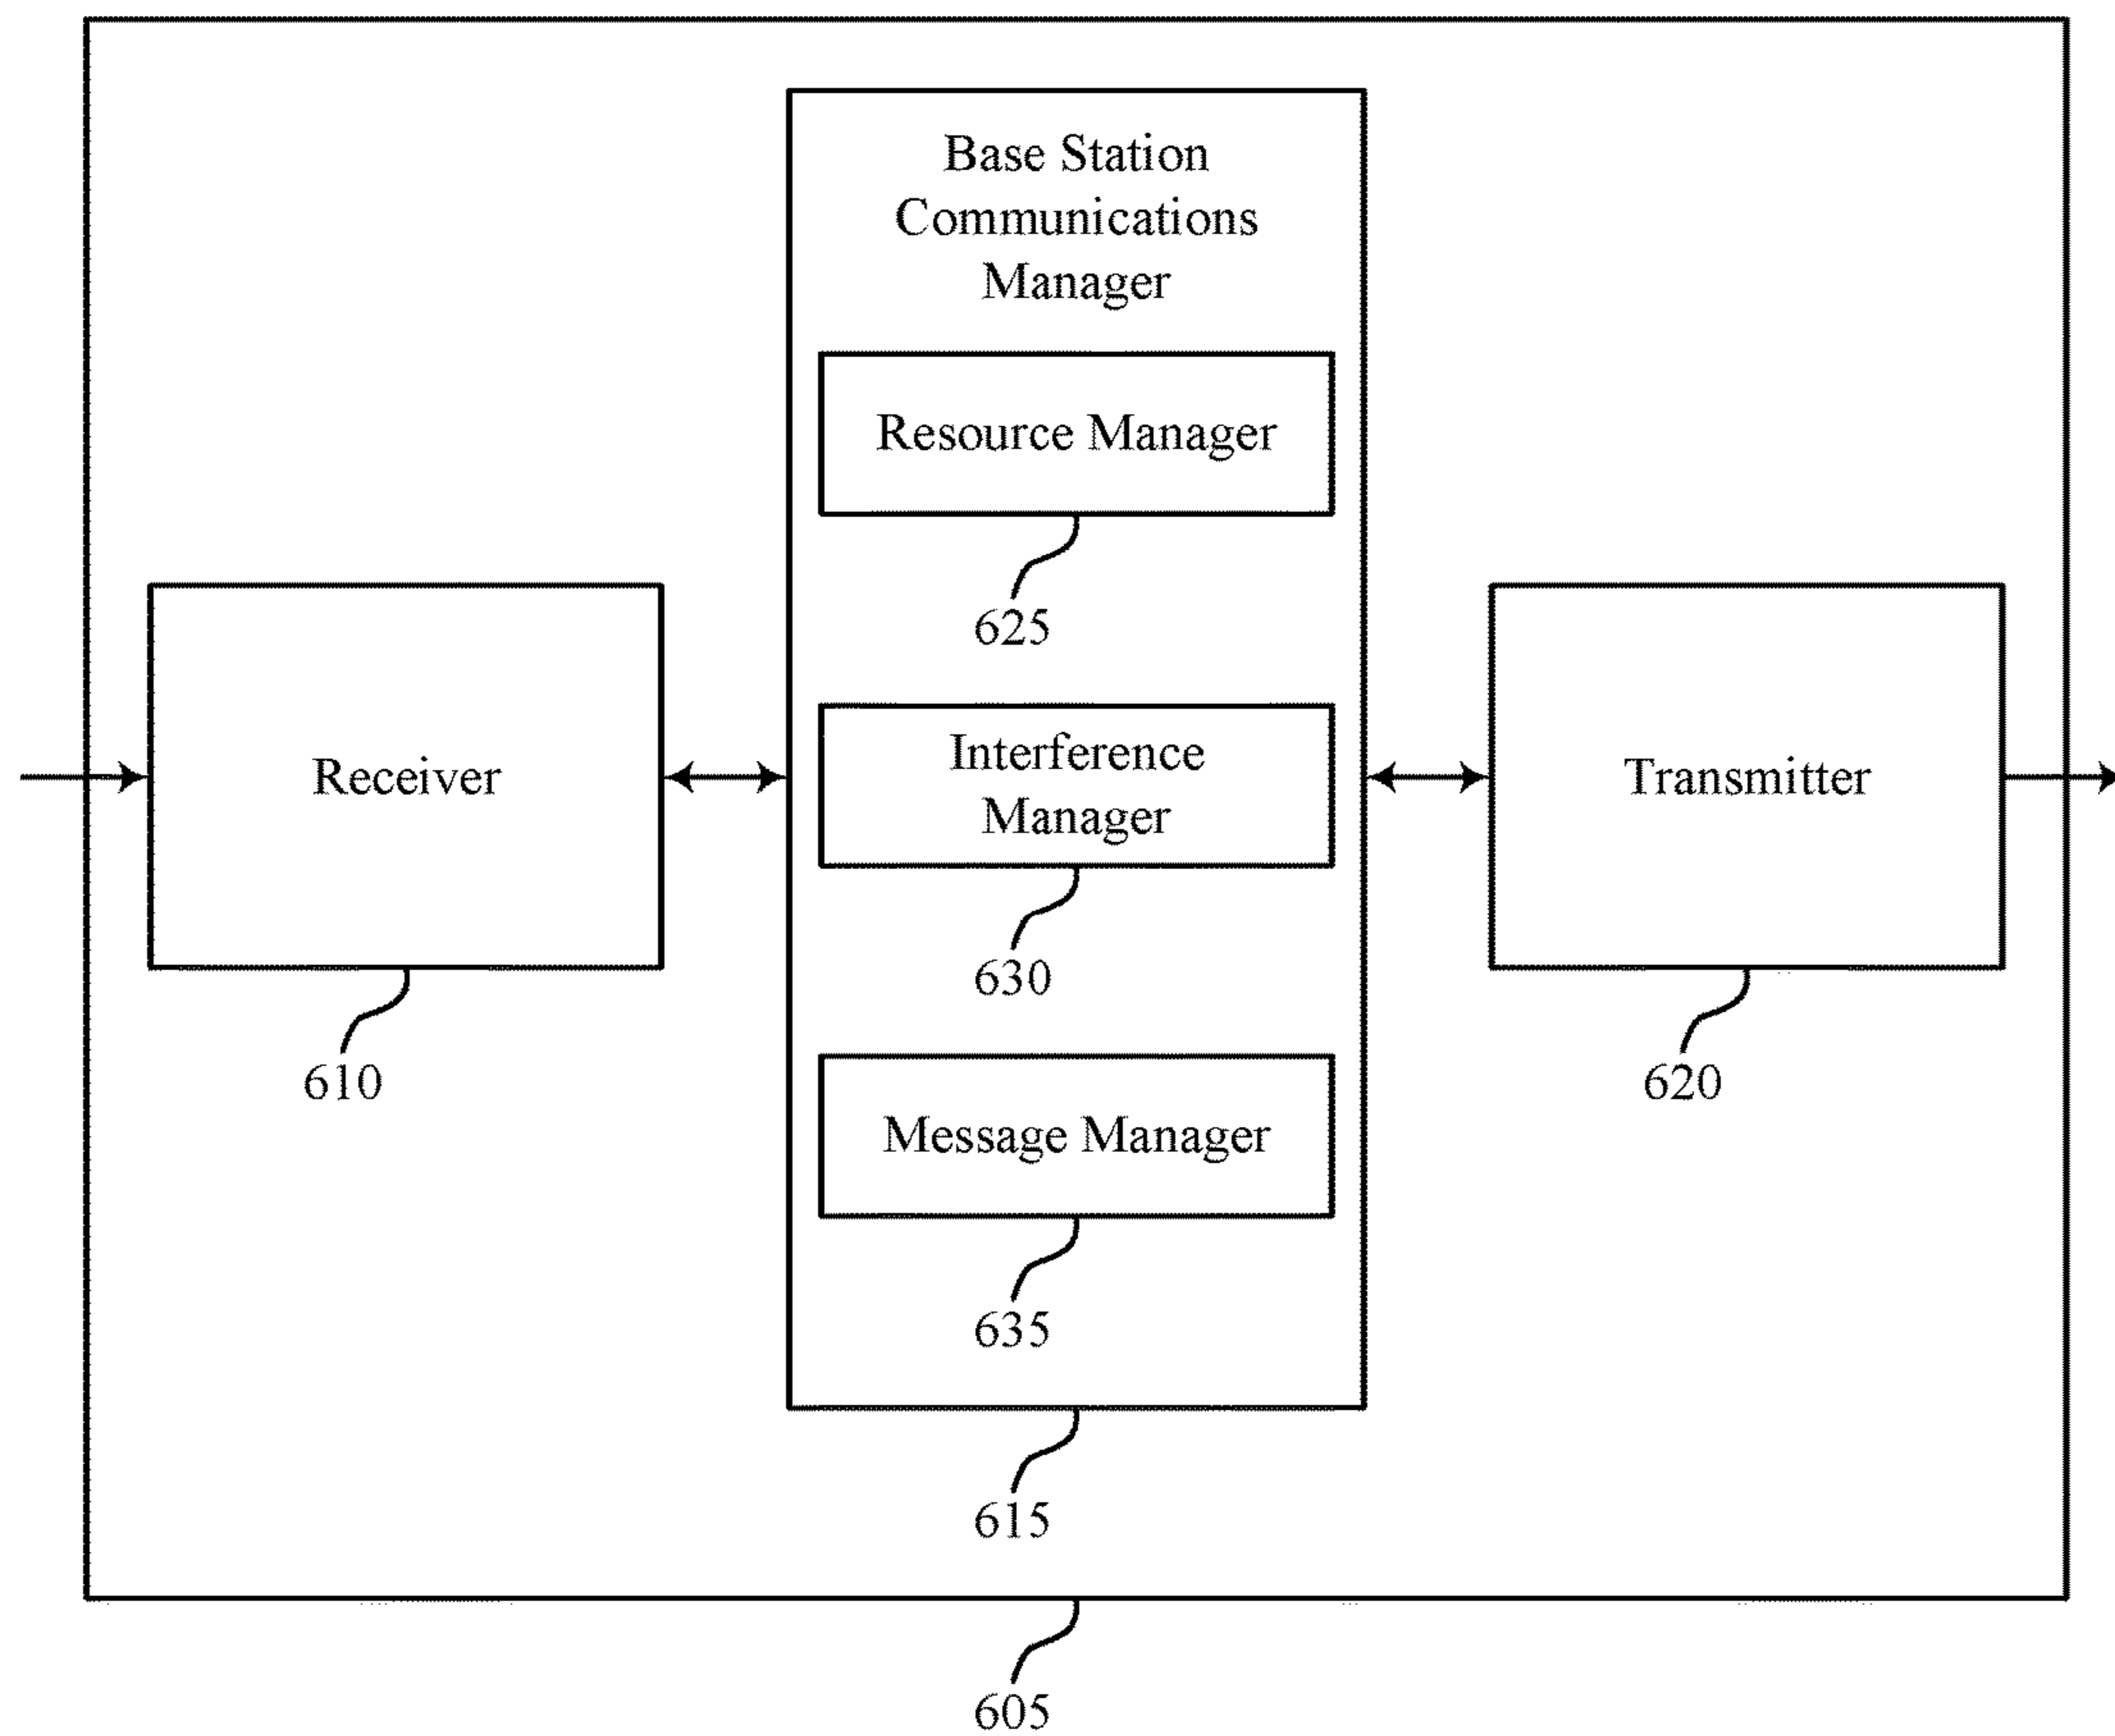 Base Station
Communications
Manager
Resource Manager
625
Receiver
610
Interference
Manager
630
Transmitter
620
Message Manager
635
615
605